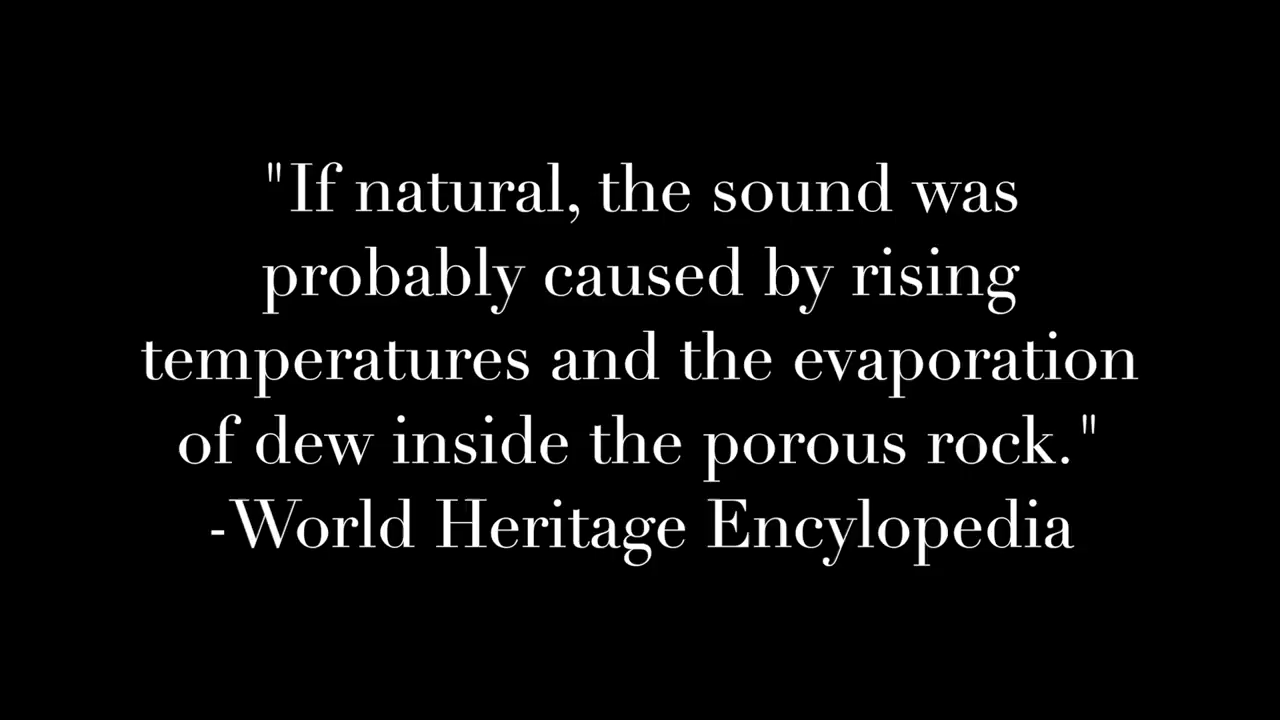 "If natural, the sound was
probably caused by rising
temperatures and the evaporation
of dew inside the porous rock."
-World Heritage Encylopedia